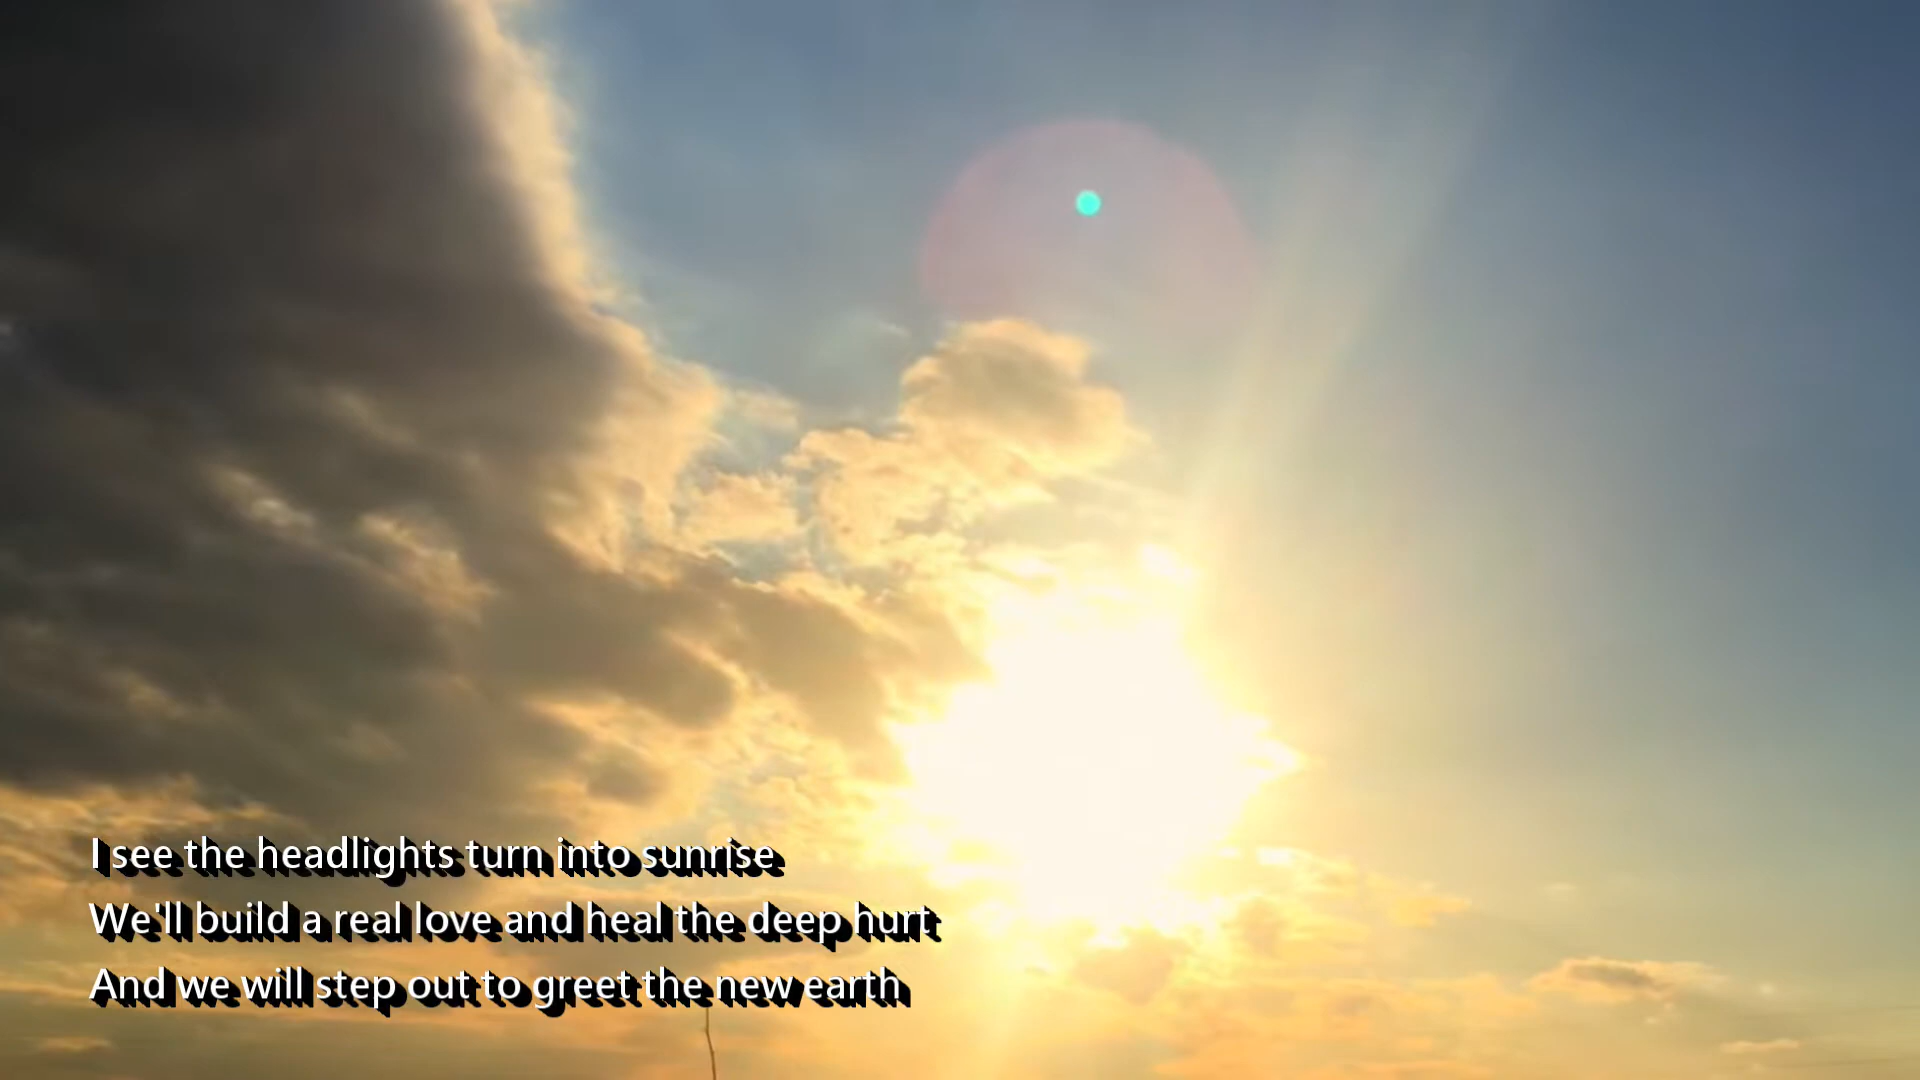 I see the headlights turn into sunrise
We'll build a real love and heal the deep hurt
And we will step out to greet the new earth